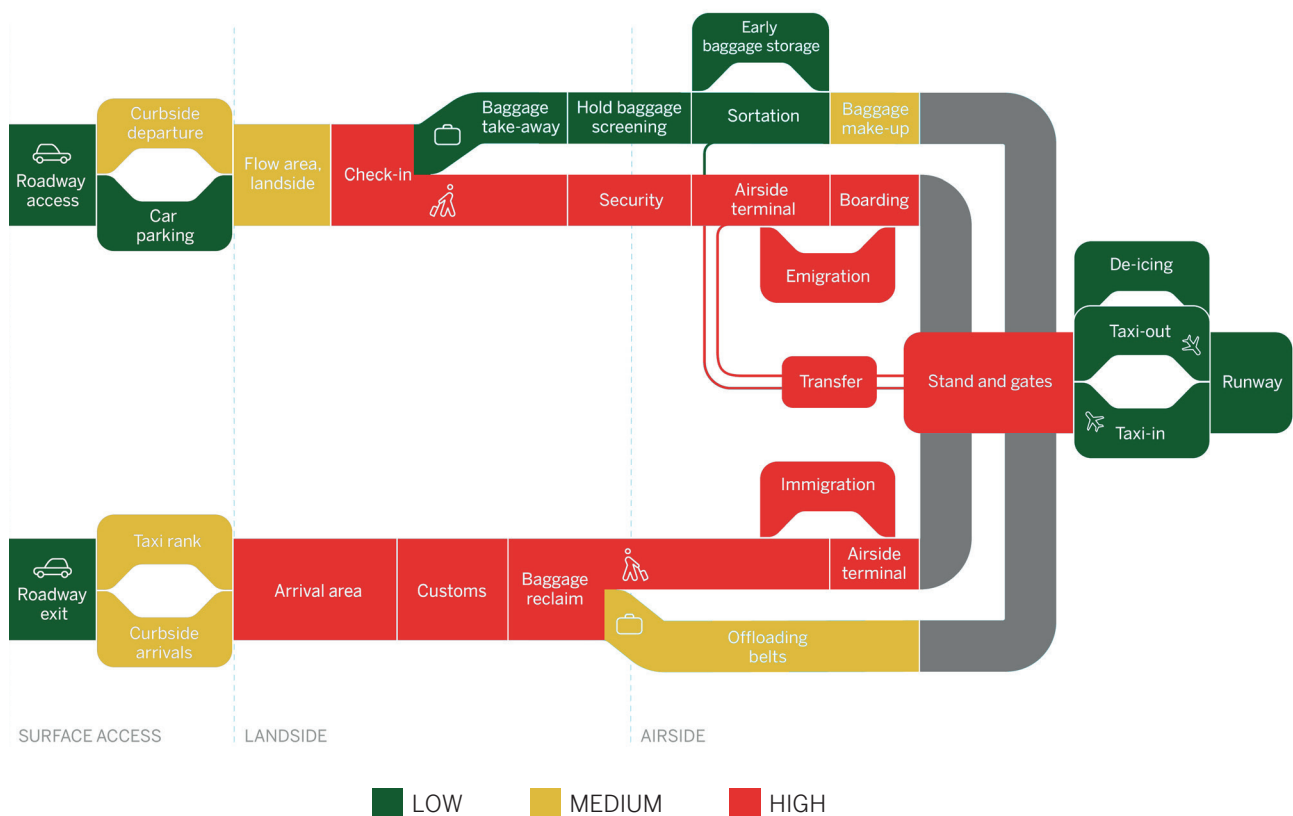 Early
baggage storage
Curbside
departure
Baggage
take-away
Hold baggage
screening
Sortation
Baggage
make-up
Roadway
access
Flow area,
landside
Check-in
Security
Airside
terminal
Boarding
Car
parking
Emigration
De-icing
Taxi-out
Transfer
Stand and gates
Runway
Taxi-in
Immigration
Taxi rank
Roadway
exit
Arrival area
Customs
Baggage
reclaim
Airside
terminal
Curbside
arrivals
Offloading
belts
SURFACE ACCESS
LANDSIDE
AIRSIDE
LOW
MEDIUM
HIGH